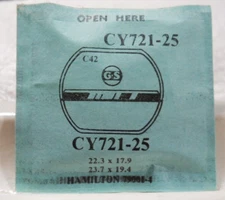 OPEN HERE
CY721-25
C42
GS
CY721-25
22.3 x 17.9
23.7 x 19.4
HAMILTON